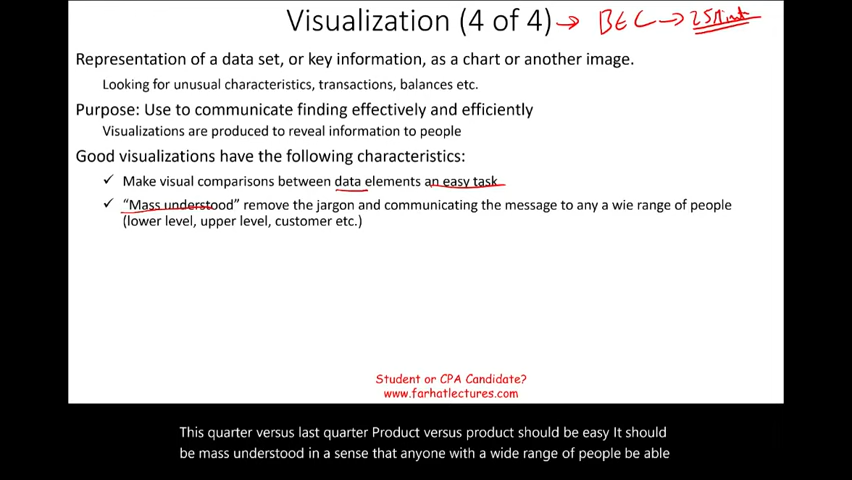 Visualization (4 of 4) → BEC →
Representation of a data set, or key information, as a chart or another image.
Looking for unusual characteristics, transactions, balances etc.
Purpose: Use to communicate finding effectively and efficiently
Visualizations are produced to reveal information to people
Good visualizations have the following characteristics:
✓ Make visual comparisons between data elements an easy task
✓ “Mass understood” remove the jargon and communicating the message to any a wie range of people
(lower level, upper level, customer etc.)
Student or CPA Candidate?
www.farhatlectures.com
This quarter versus last quarter Product versus product should be easy It should
be mass understood in a sense that anyone with a wide range of people be able